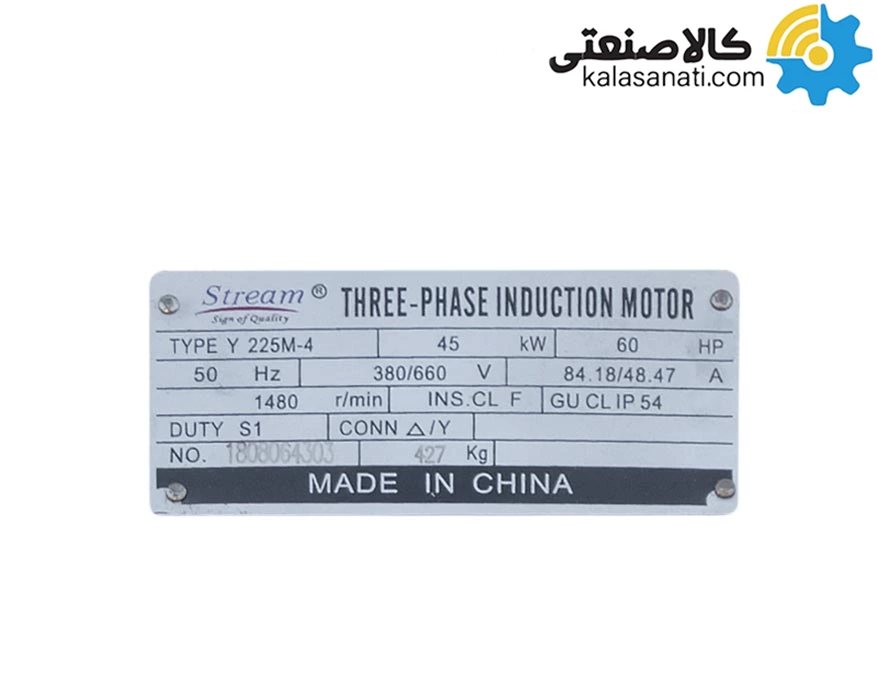 کالاصنعتی
kalasanati.com
Stream ® THREE-PHASE INDUCTION MOTOR
Sign of Quality
TYPE Y 225M-4 45 kW 60 HP
50 Hz 380/660 V 84.18/48.47 A
1480 r/min INS.CL F GU CL IP 54
DUTY S1 CONN △/Y
NO. 1808064303 427 Kg
MADE IN CHINA